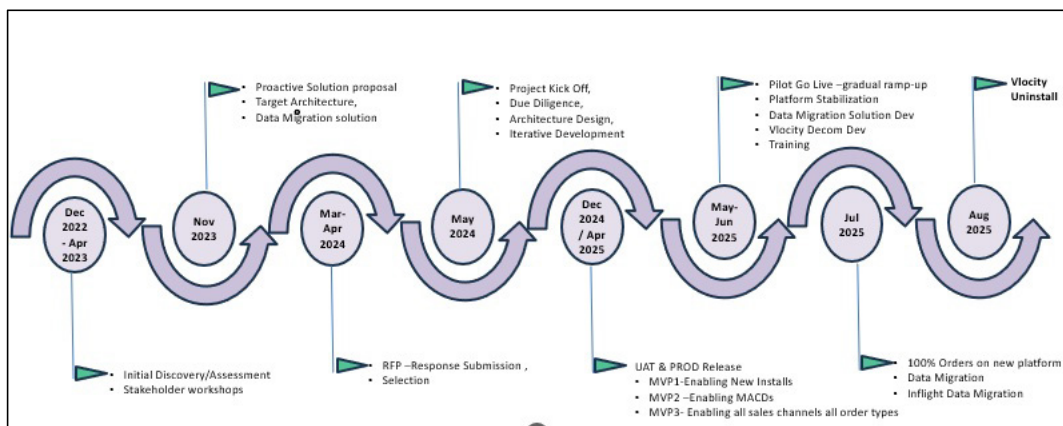 Dec
2022
- Apr
2023
• Initial Discovery/Assessment
• Stakeholder workshops
Nov
2023
• Proactive Solution proposal
• Target Architecture,
• Data Migration solution
Mar-
Apr
2024
• RFP –Response Submission ,
• Selection
May
2024
• Project Kick Off,
• Due Diligence,
• Architecture Design,
• Iterative Development
Dec
2024
/ Apr
2025
UAT & PROD Release
• MVP1-Enabling New Installs
• MVP2 –Enabling MACDs
• MVP3- Enabling all sales channels all order types
May-
Jun
2025
• Pilot Go Live –gradual ramp-up
• Platform Stabilization
• Data Migration Solution Dev
• Vlocity Decom Dev
• Training
Jul
2025
• 100% Orders on new platform
• Data Migration
• Inflight Data Migration
Aug
2025
Vlocity
Uninstall